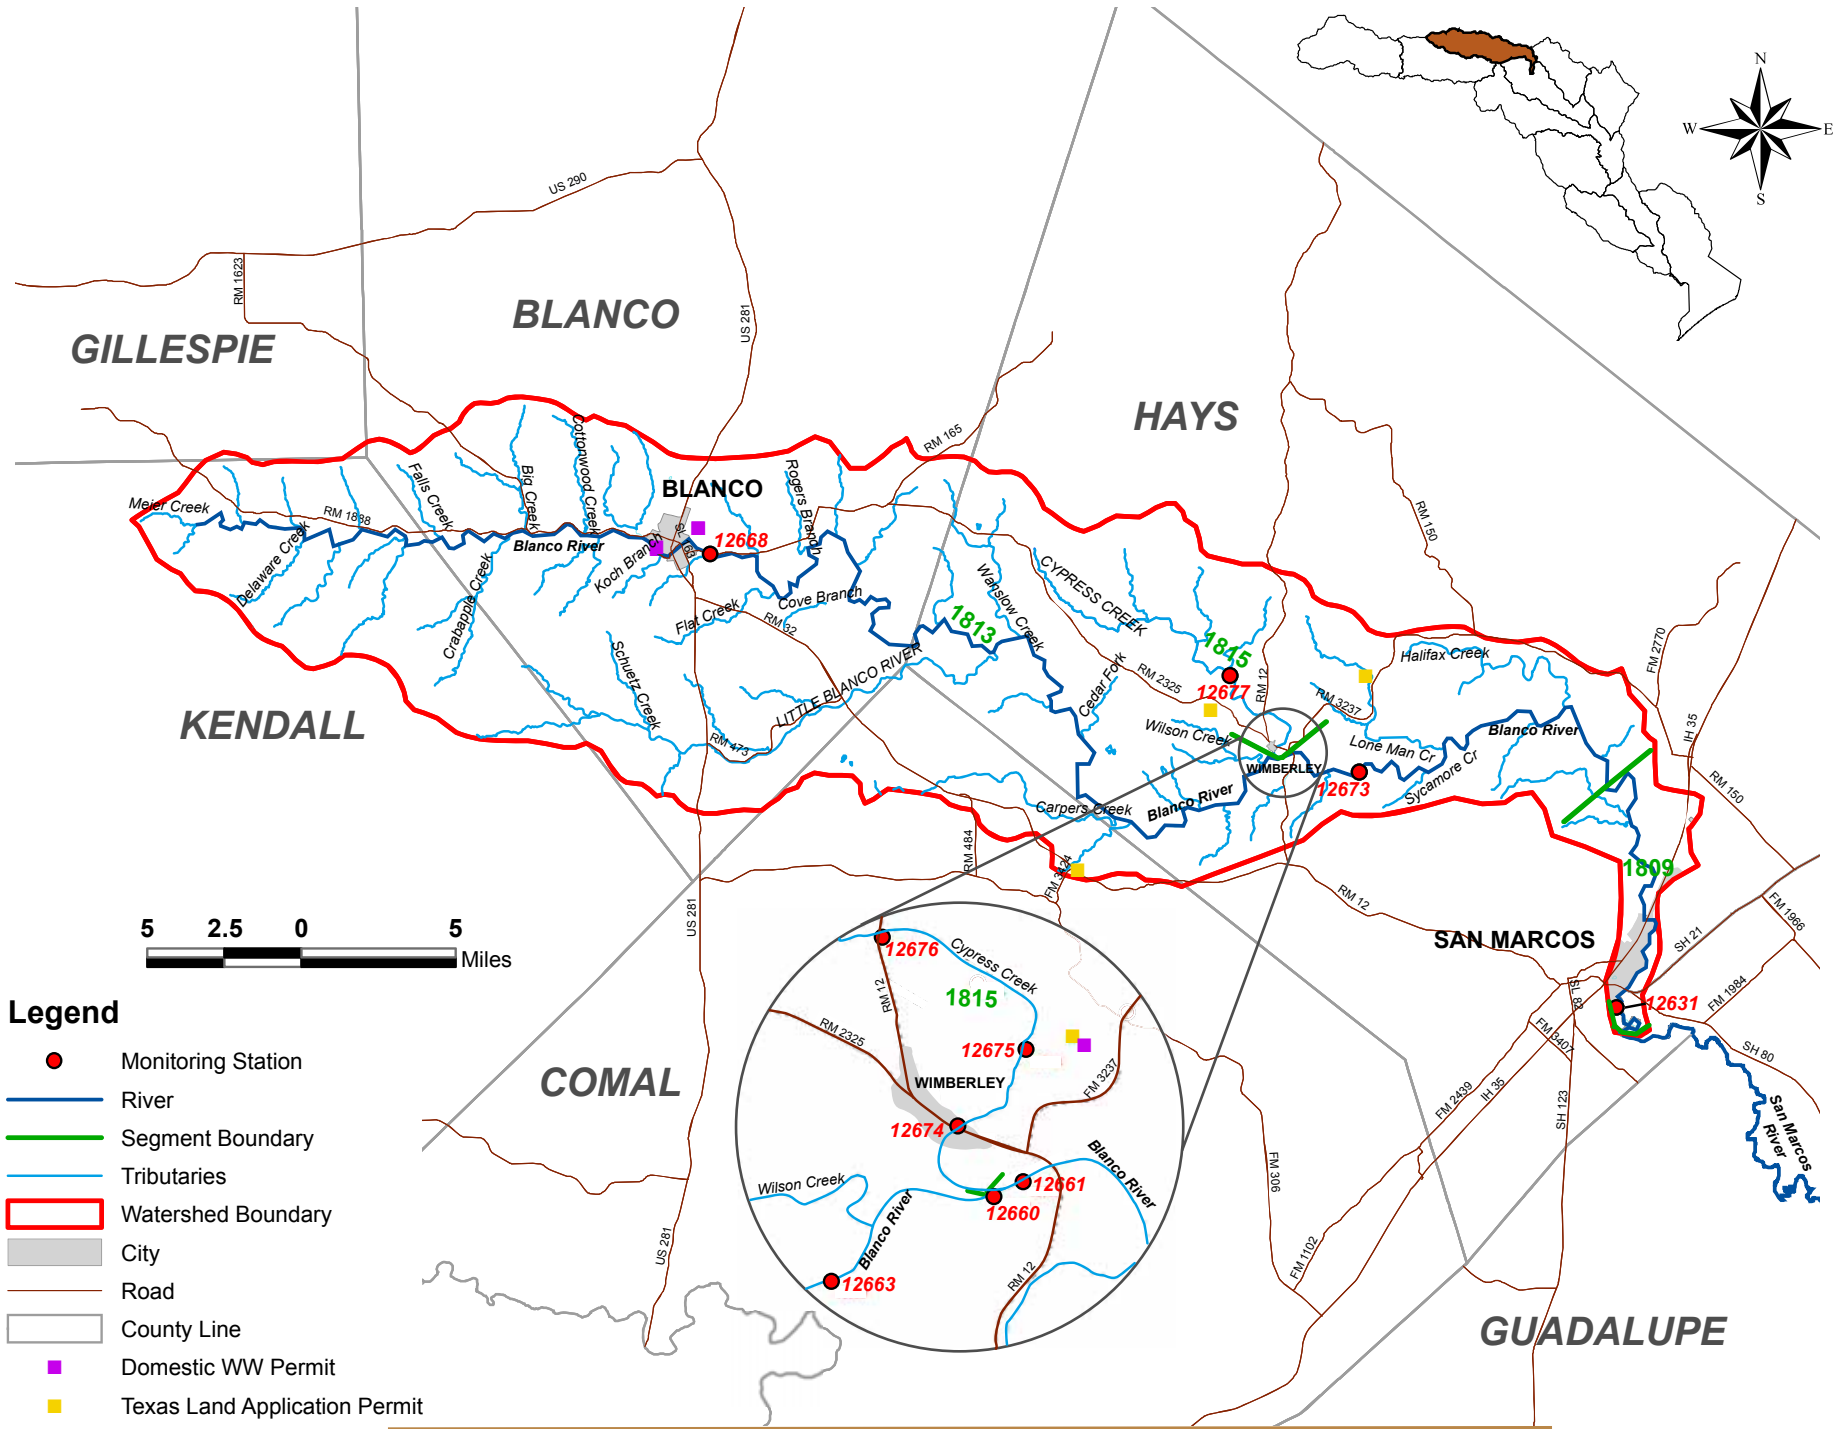 N
W
E
S
US 290
RM 1623
BLANCO
US 281
GILLESPIE
HAYS
RM 165
Meier Creek
RM 1888
Falls Creek
Big Creek
Cottonwood Creek
BLANCO
Rogers Branch
RM 150
Delaware Creek
Crabapple Creek
Blanco River
Koch Branch
SL 163
12668
Flat Creek
Cove Branch
RM 32
Schuetz Creek
LITTLE BLANCO RIVER
RM 473
1813
Wanslow Creek
CYPRESS CREEK
Cedar Fork
RM 2325
1815
12677
RM 12
RM 3237
Halifax Creek
FM 2770
IH 35
RM 150
KENDALL
Wilson Creek
WIMBERLEY
Lone Man Cr
Blanco River
Sycamore Cr
12673
Carpers Creek
Blanco River
RM 484
FM 3424
RM 12
1809
FM 1966
SH 21
SAN MARCOS
FM 1984
SL 82
12631
FM 3407
SH 80
FM 2439
IH 35
SH 123
San Marcos
River
US 281
5 2.5 0 5
Miles
12676
Cypress Creek
RM 12
1815
RM 2325
12675
WIMBERLEY
FM 3237
12674
Wilson Creek
Blanco River
12661
12660
Blanco River
12663
RM 12
COMAL
US 281
FM 306
FM 1102
GUADALUPE
Legend
Monitoring Station
River
Segment Boundary
Tributaries
Watershed Boundary
City
Road
County Line
Domestic WW Permit
Texas Land Application Permit